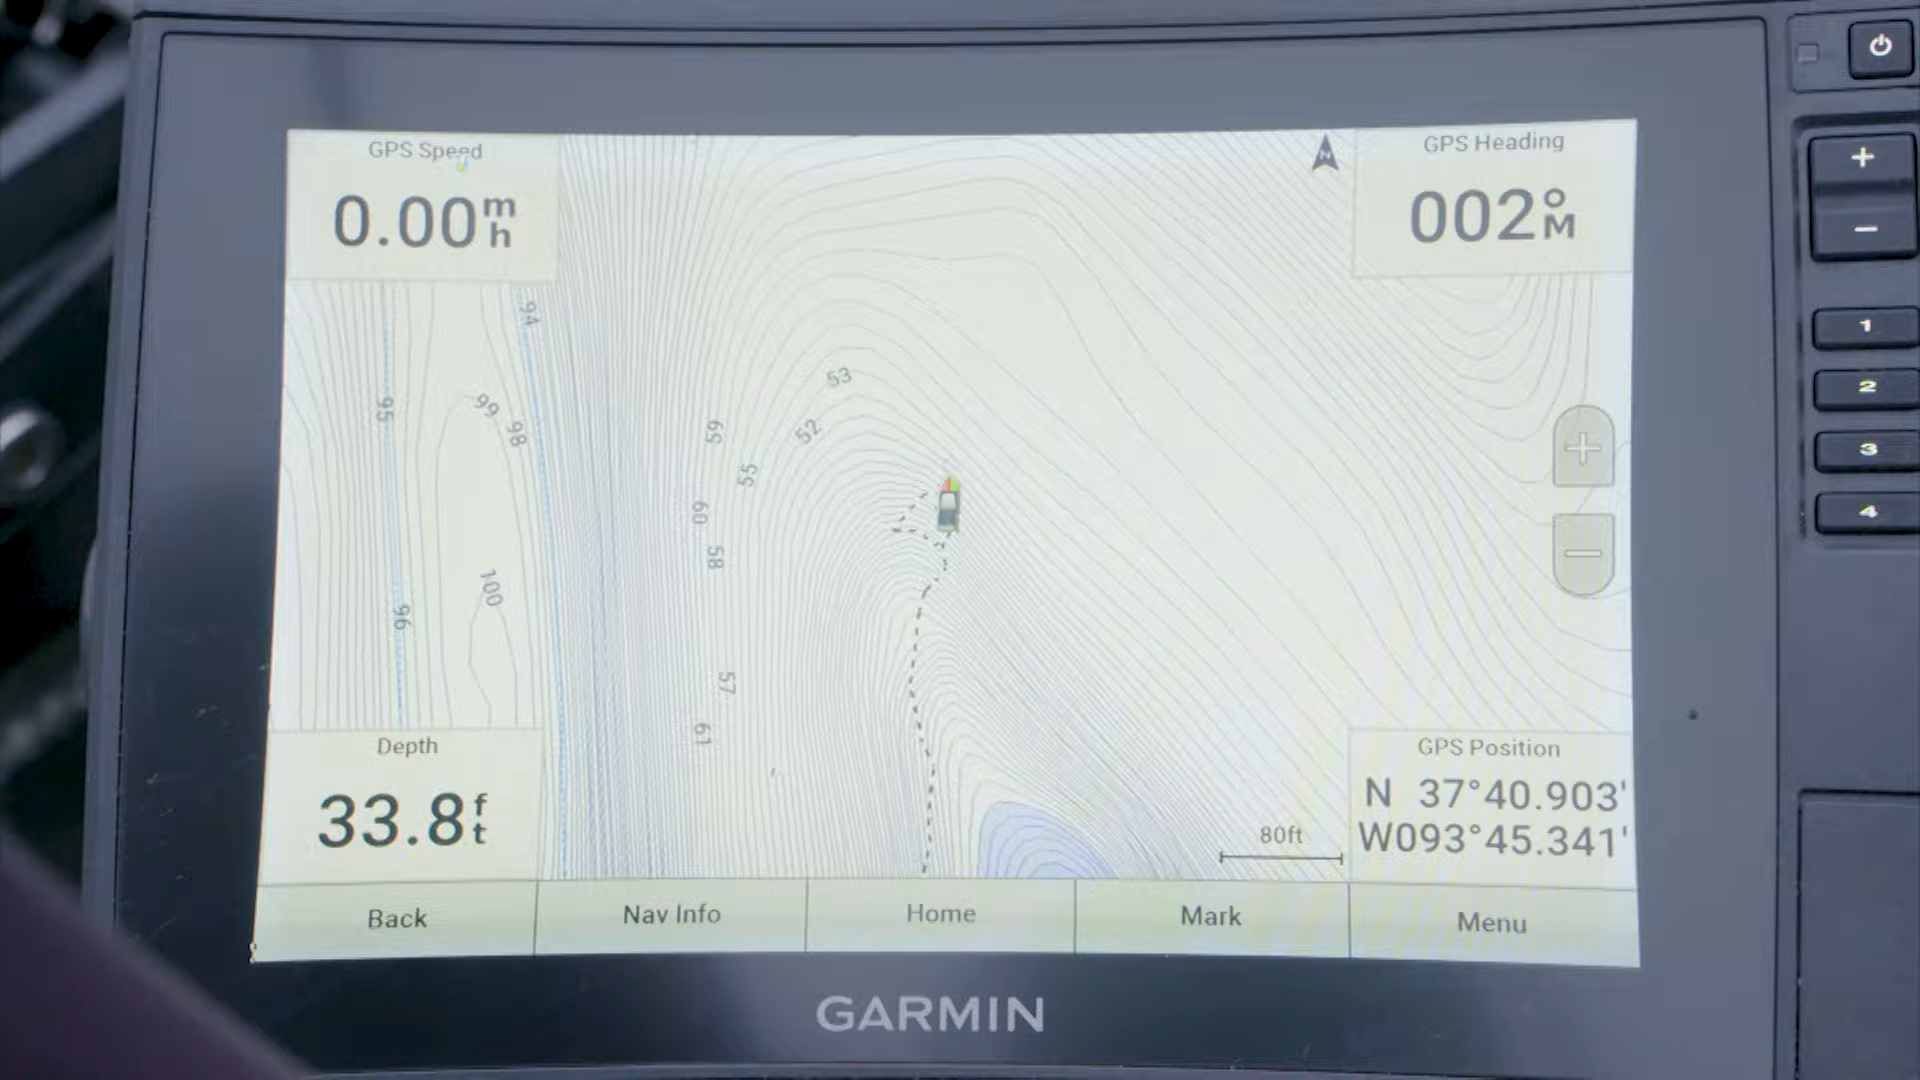 GPS Speed
0.00 mh
N
GPS Heading
002°M
94
53
95
99
98
59
52
55
60
58
100
96
57
61
Depth
33.8 ft
80ft
GPS Position
N 37°40.903'
W093°45.341'
Back
Nav Info
Home
Mark
Menu
GARMIN
+
−
1
2
3
4